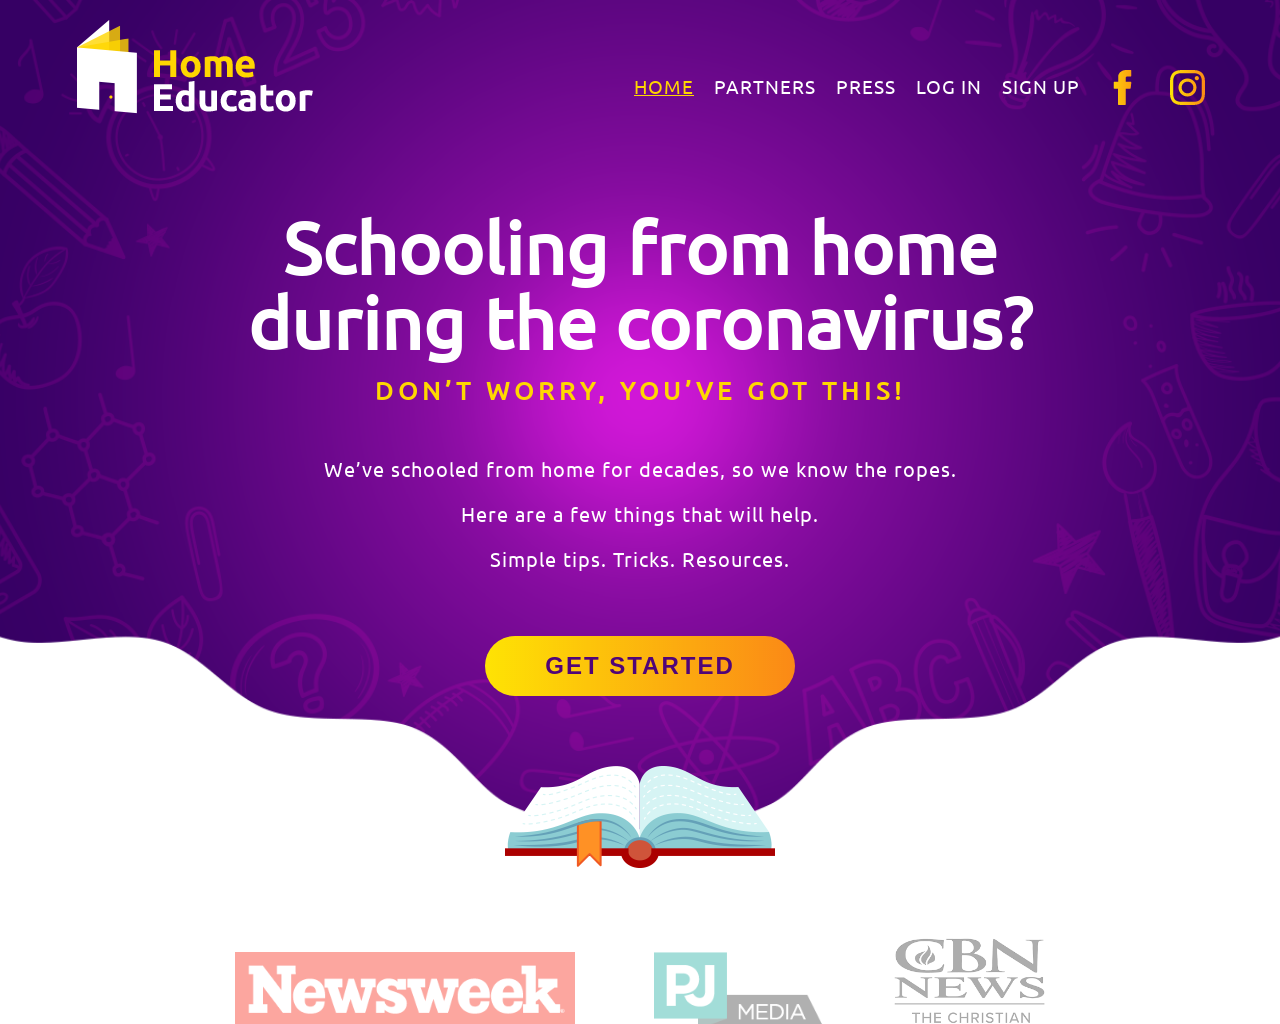 Home
Educator
HOME PARTNERS PRESS LOG IN SIGN UP
123
Schooling from home
during the coronavirus?
DON’T WORRY, YOU’VE GOT THIS!
We’ve schooled from home for decades, so we know the ropes.
Here are a few things that will help.
Simple tips. Tricks. Resources.
GET STARTED
ABC
Newsweek
PJ
MEDIA
CBN
NEWS
THE CHRISTIAN